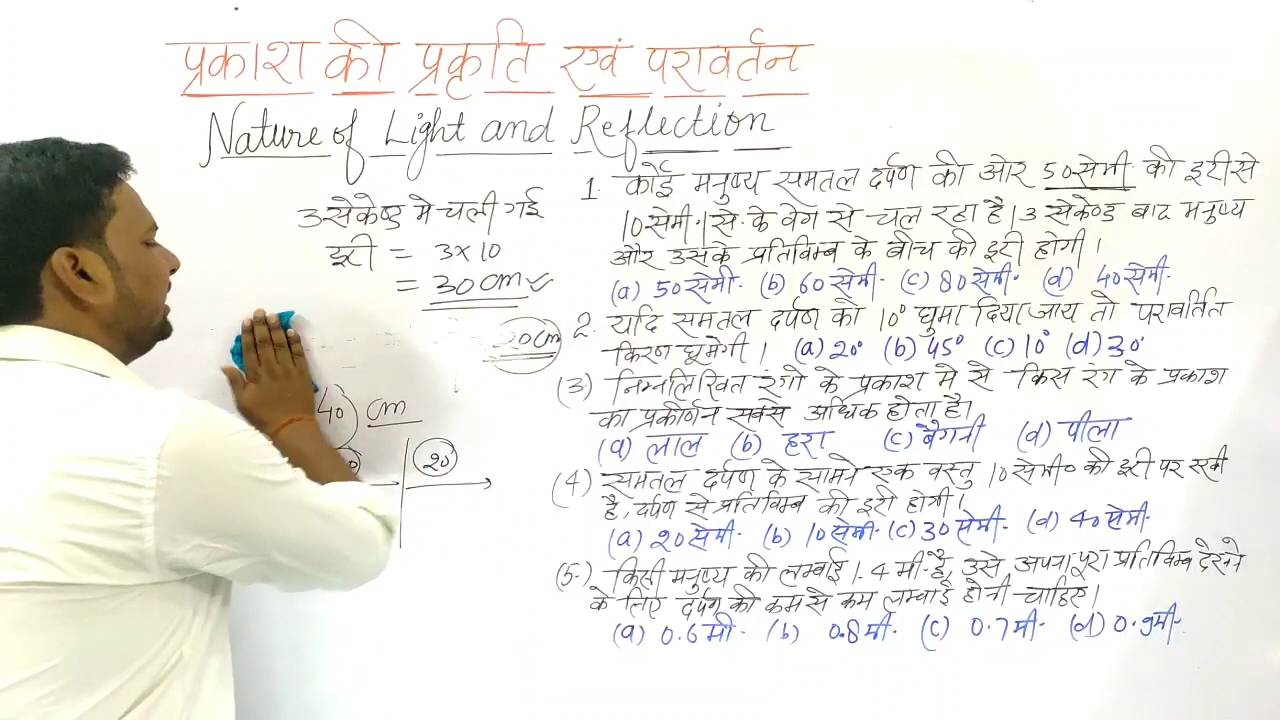 प्रकाश की प्रकृति एवं परावर्तन
Nature of Light and Reflection
3 सेकेण्ड मे चली गई
दूरी = 3×10
= 30 cm
20cm
40 cm
20
1. कोई मनुष्य समतल दर्पण की ओर 50 सेमी की दूरी से
10 सेमी./से. के वेग से चल रहा है। 3 सेकेण्ड बाद मनुष्य
और उसके प्रतिबिम्ब के बीच की दूरी होगी।
(a) 50 सेमी. (b) 60 सेमी. (c) 80 सेमी. (d) 40 सेमी.
2. यदि समतल दर्पण को 10° घुमा दिया जाय तो परावर्तित
किरण घूमेगी। (a) 20° (b) 45° (c) 10° (d) 30°
(3) निम्नलिखित रंगो के प्रकाश मे से किस रंग के प्रकाश
का प्रकीर्णन सबसे अधिक होता है।
(a) लाल (b) हरा (c) बैगनी (d) पीला
(4) समतल दर्पण के सामने एक वस्तु 10 सेमी० की दूरी पर रखी
है, दर्पण से प्रतिबिम्ब की दूरी होगी।
(a) 20 सेमी. (b) 10 सेमी. (c) 30 सेमी. (d) 40 सेमी.
(5.) किसी मनुष्य की लम्बाई 1.4 मी. है, उसे अपना पूरा प्रतिबिम्ब देखने
के लिए दर्पण की कम से कम लम्बाई होनी चाहिए।
(a) 0.6 मी. (b) 0.8 मी. (c) 0.7 मी. (d) 0.9 मी.